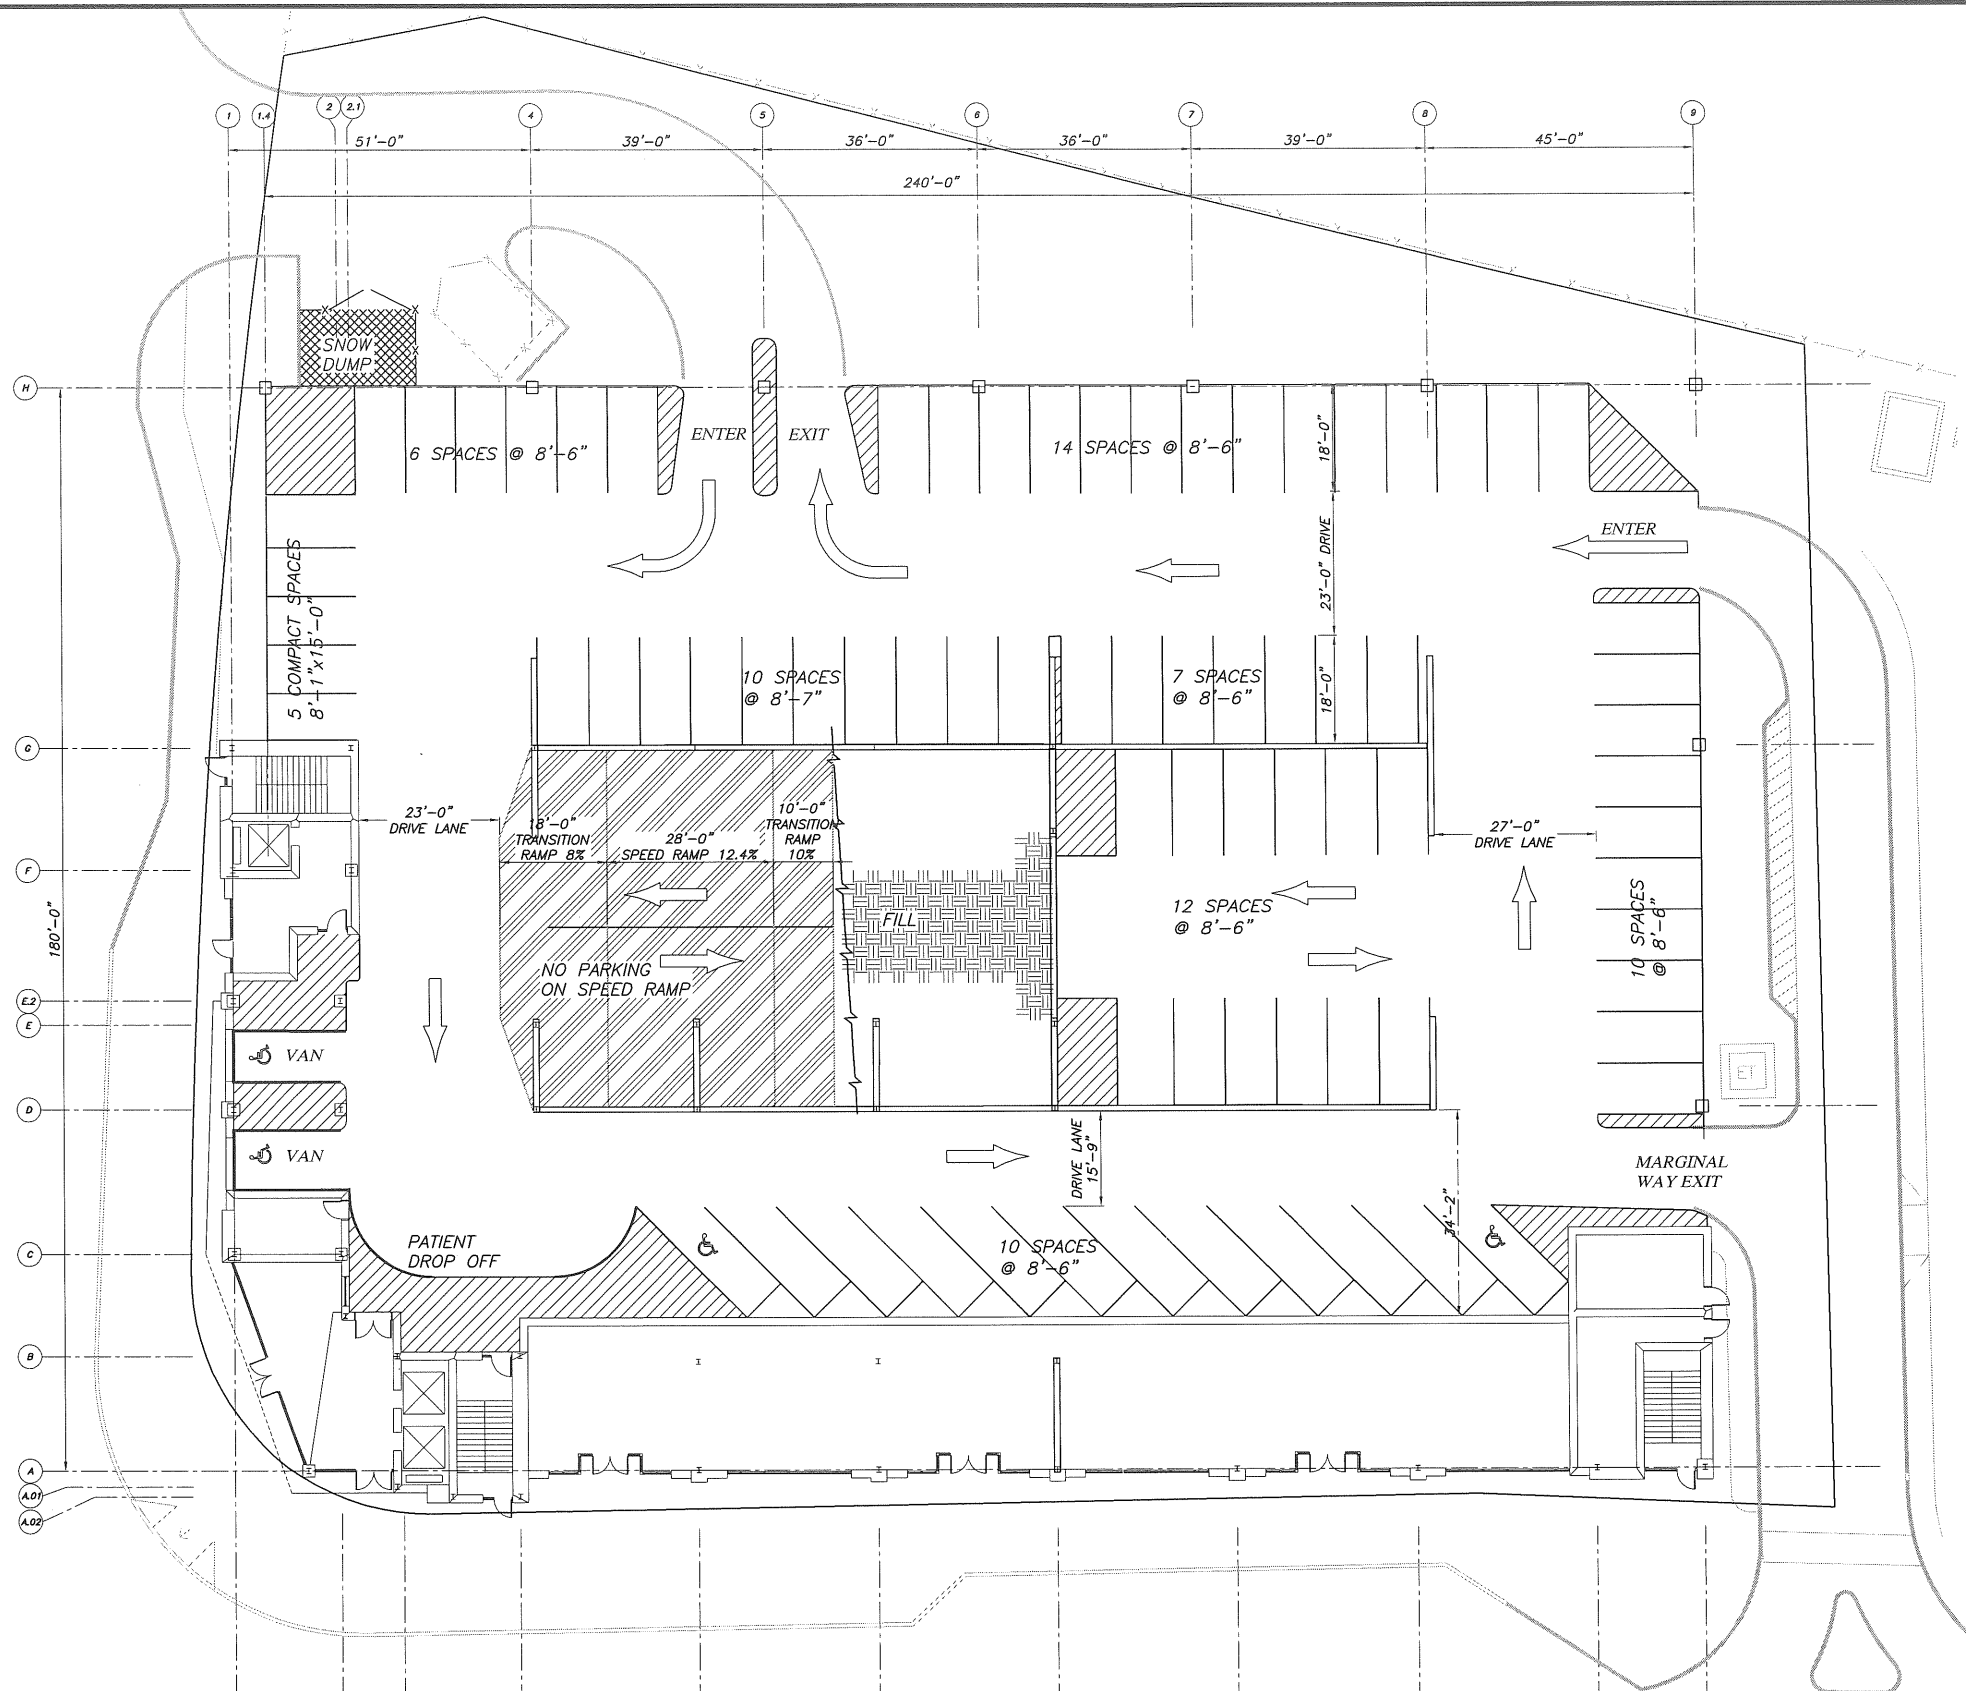 1
1.4
2
2.1
4
5
6
7
8
9
51'-0"
39'-0"
36'-0"
36'-0"
39'-0"
45'-0"
240'-0"
SNOW
DUMP
H
6 SPACES @ 8'-6"
ENTER
EXIT
14 SPACES @ 8'-6"
18'-0"
ENTER
23'-0" DRIVE
5 COMPACT SPACES
8'-1"x15'-0"
10 SPACES
@ 8'-7"
7 SPACES
@ 8'-6"
18'-0"
G
23'-0"
DRIVE LANE
18'-0"
TRANSITION
RAMP 8%
28'-0"
SPEED RAMP 12.4%
10'-0"
TRANSITION
RAMP
10%
27'-0"
DRIVE LANE
F
180'-0"
FILL
12 SPACES
@ 8'-6"
10 SPACES
@ 8'-6"
NO PARKING
ON SPEED RAMP
E.2
E
VAN
ET
D
VAN
DRIVE LANE
15'-9"
MARGINAL
WAY EXIT
34'-2"
C
PATIENT
DROP OFF
10 SPACES
@ 8'-6"
B
A
A.01
A.02